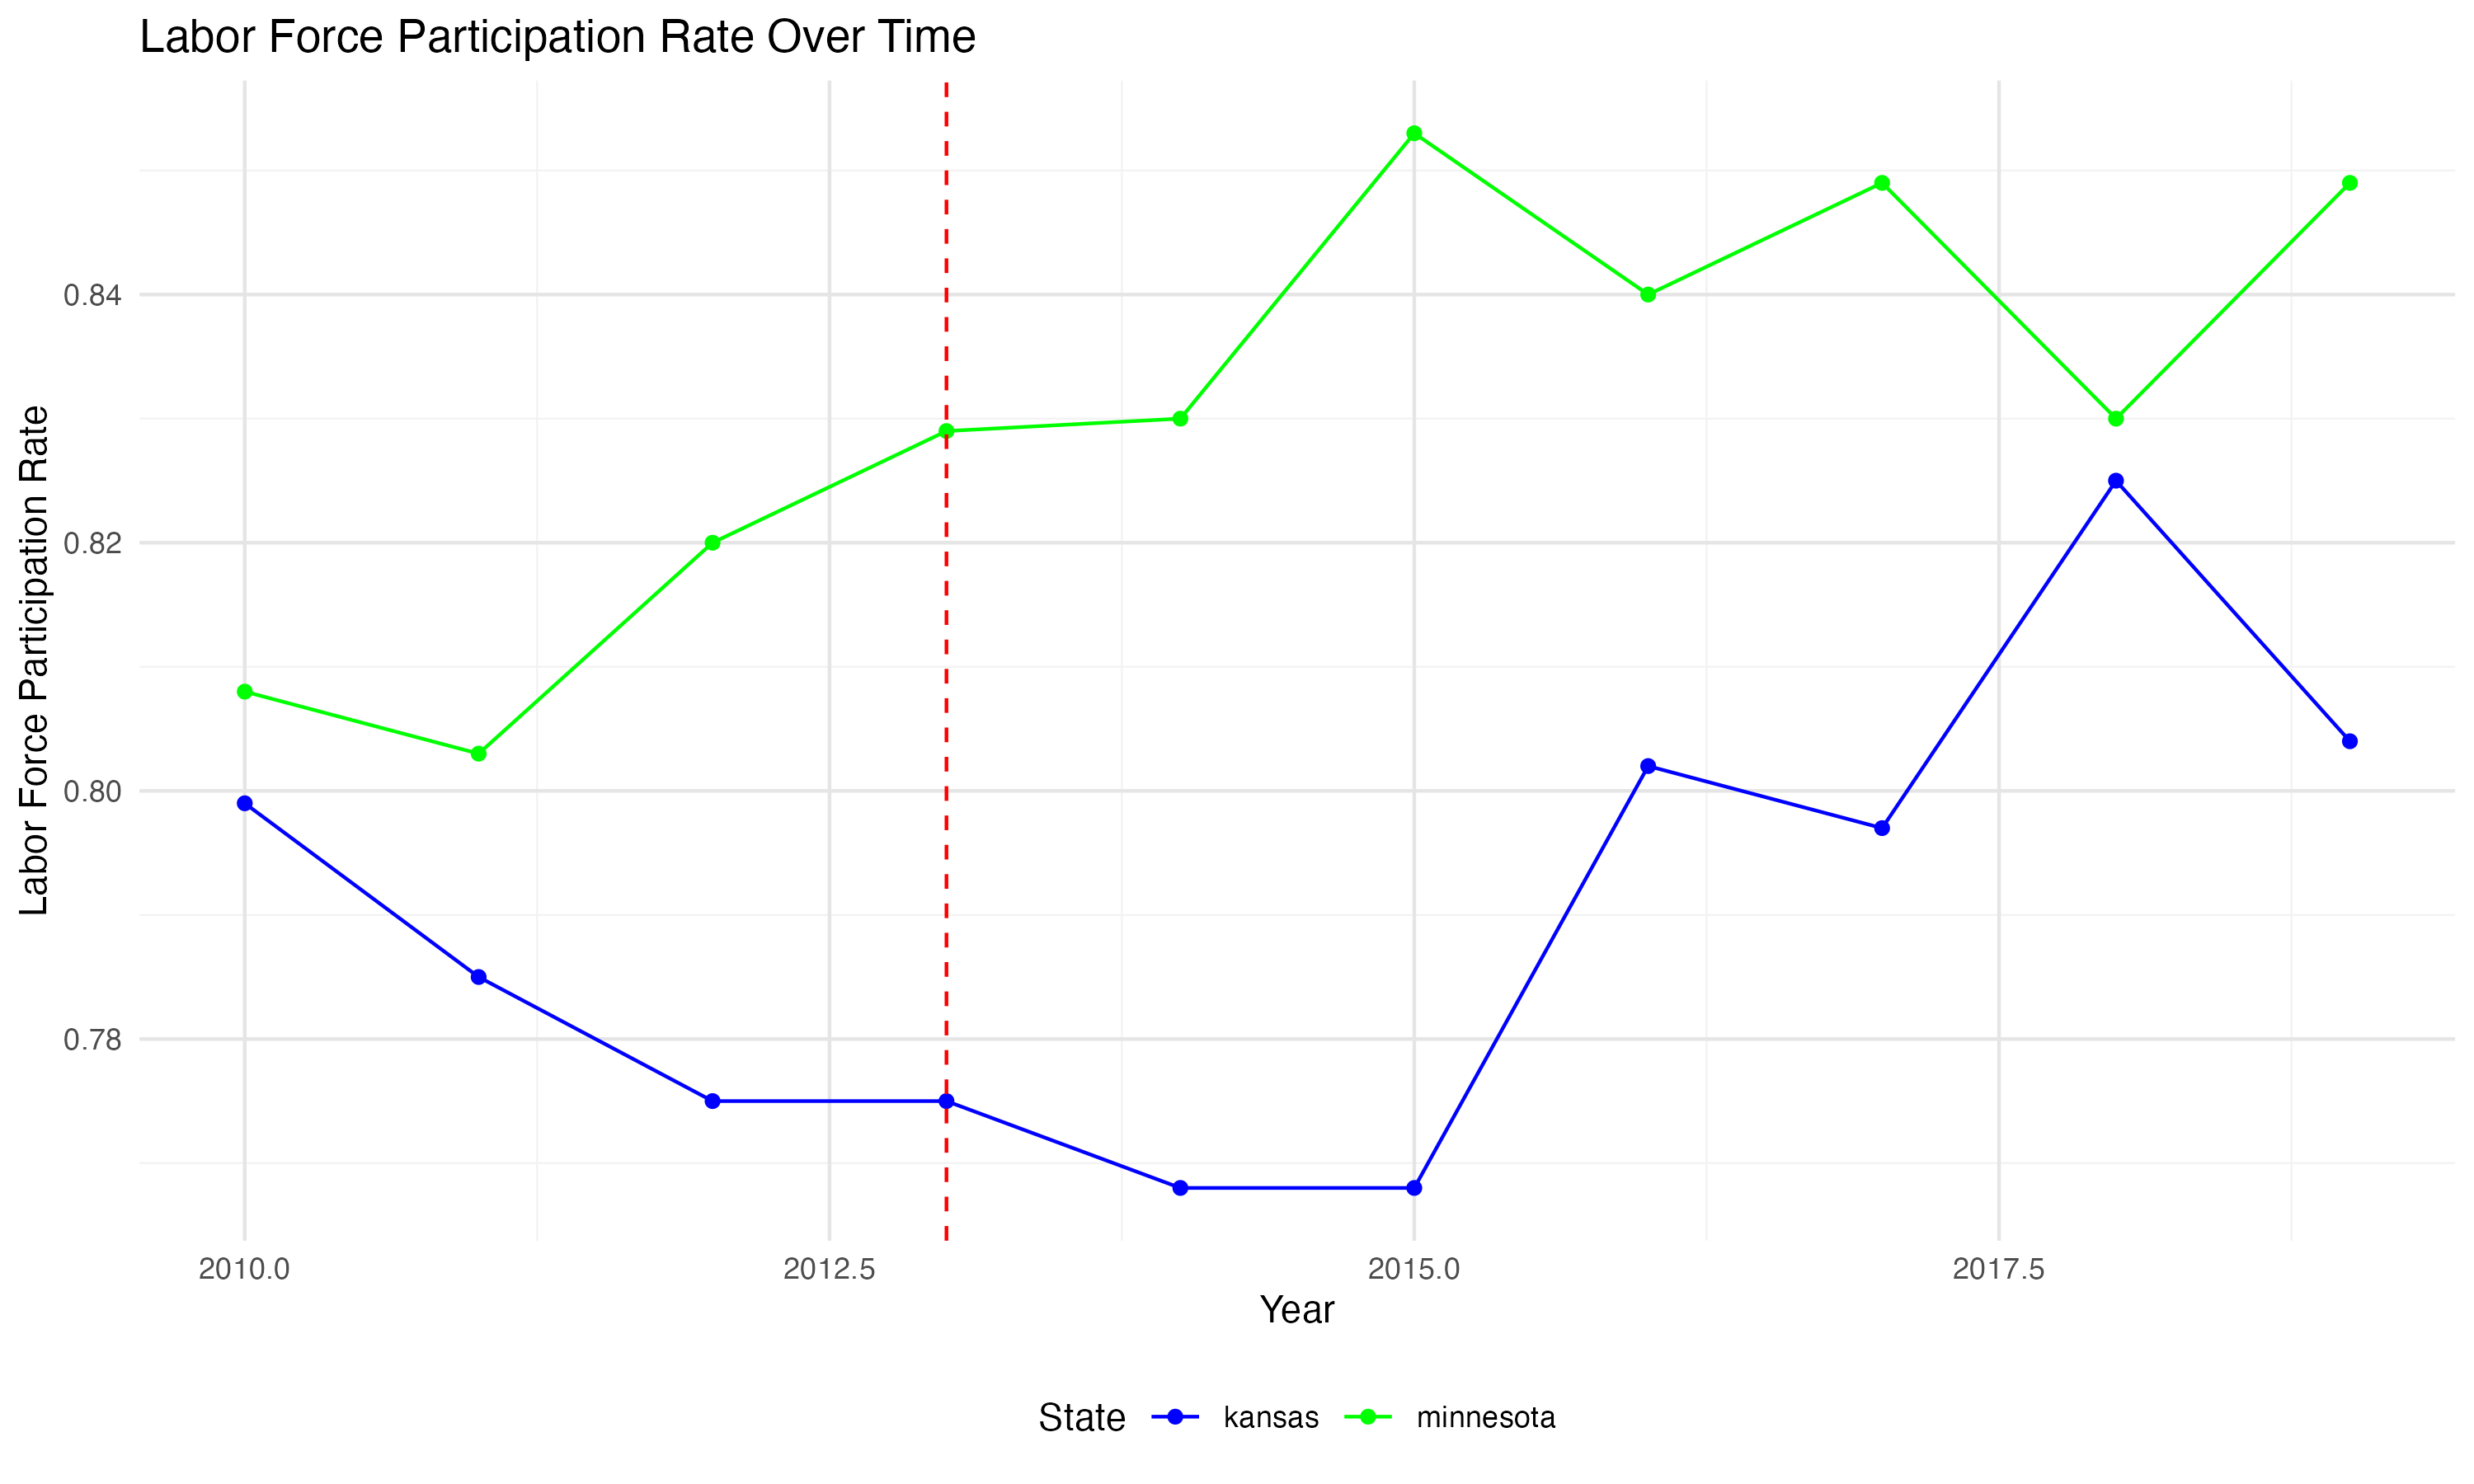 Labor Force Participation Rate Over Time
Labor Force Participation Rate
0.84
0.82
0.80
0.78
2010.0 2012.5 2015.0 2017.5
Year
State kansas minnesota